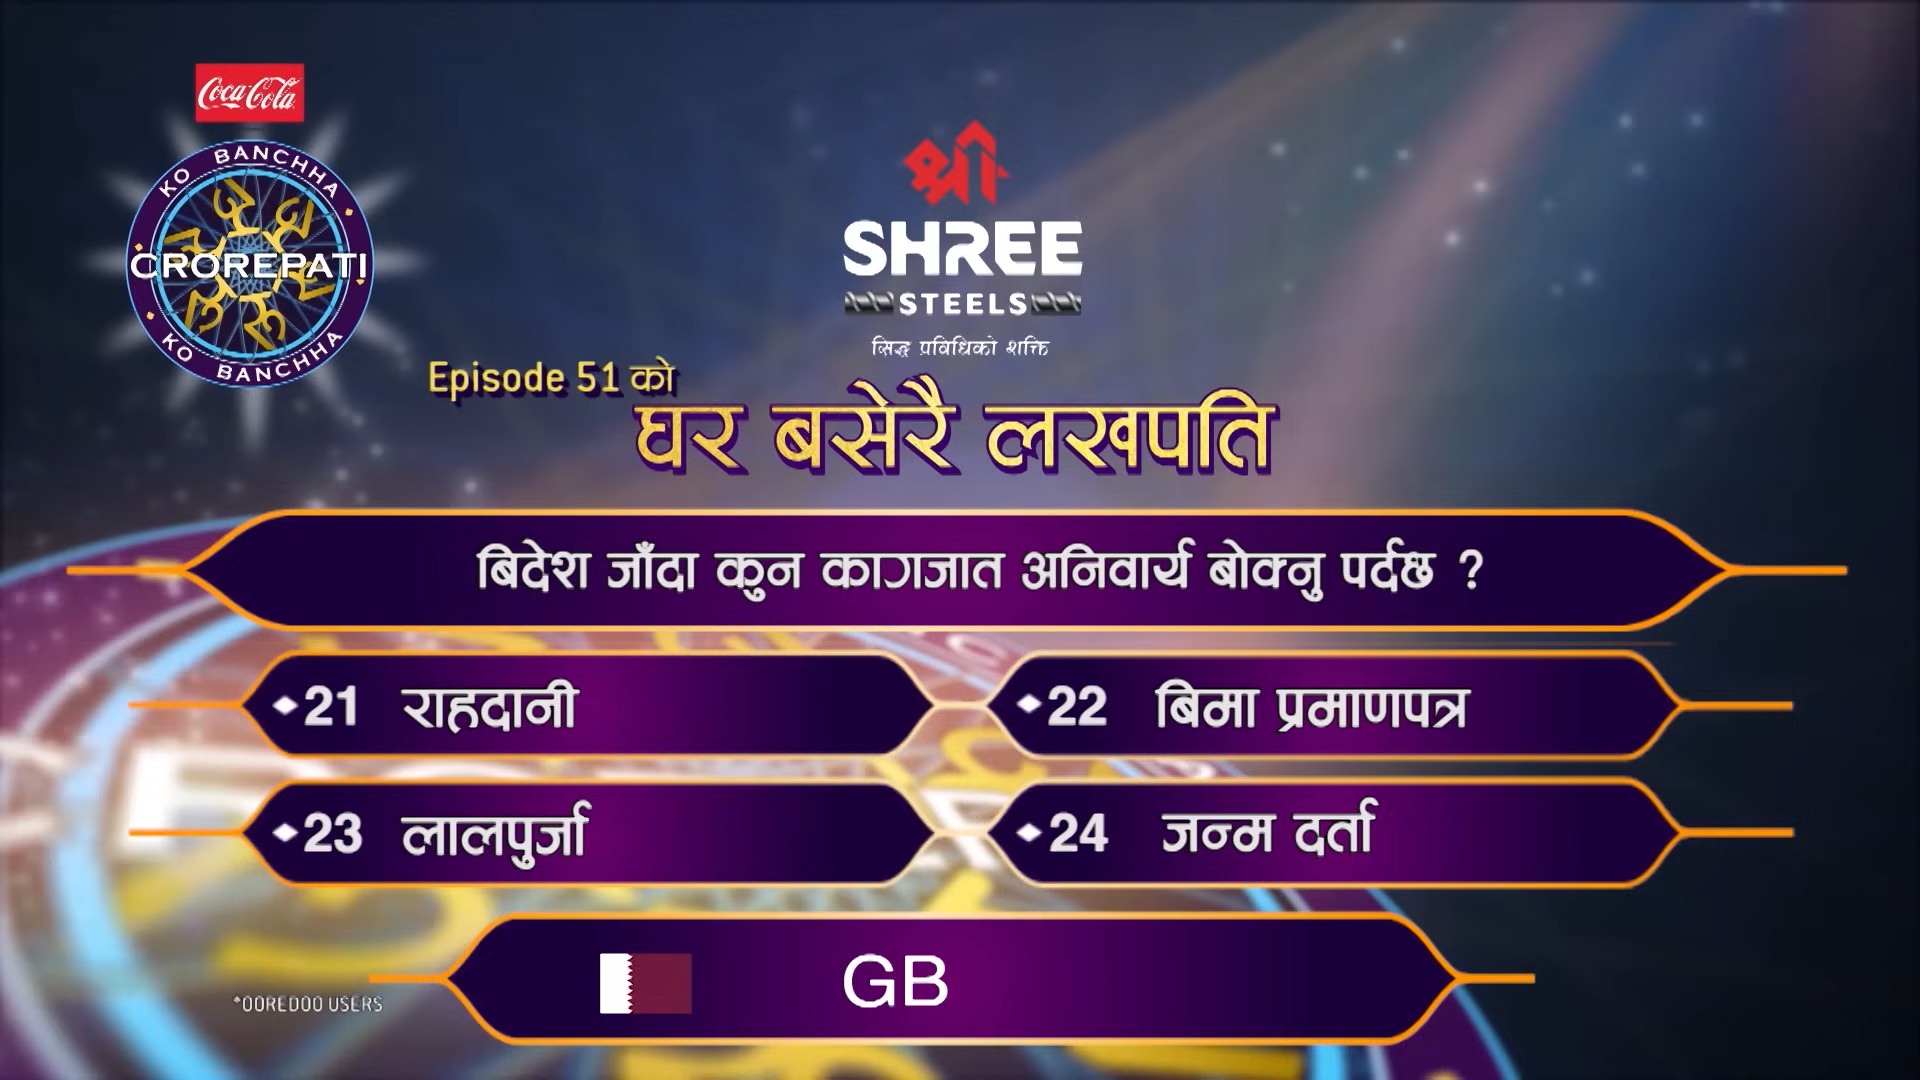 Coca-Cola
KO BANCHHA
CROREPATI
KO BANCHHA
श्री
SHREE
STEELS
सिद्ध प्रविधिको शक्ति
Episode 51 को
घर बसेरै लखपति
बिदेश जाँदा कुन कागजात अनिवार्य बोक्नु पर्दछ ?
21 राहदानी
22 बिमा प्रमाणपत्र
23 लालपुर्जा
24 जन्म दर्ता
GB
*OOREDOO USERS